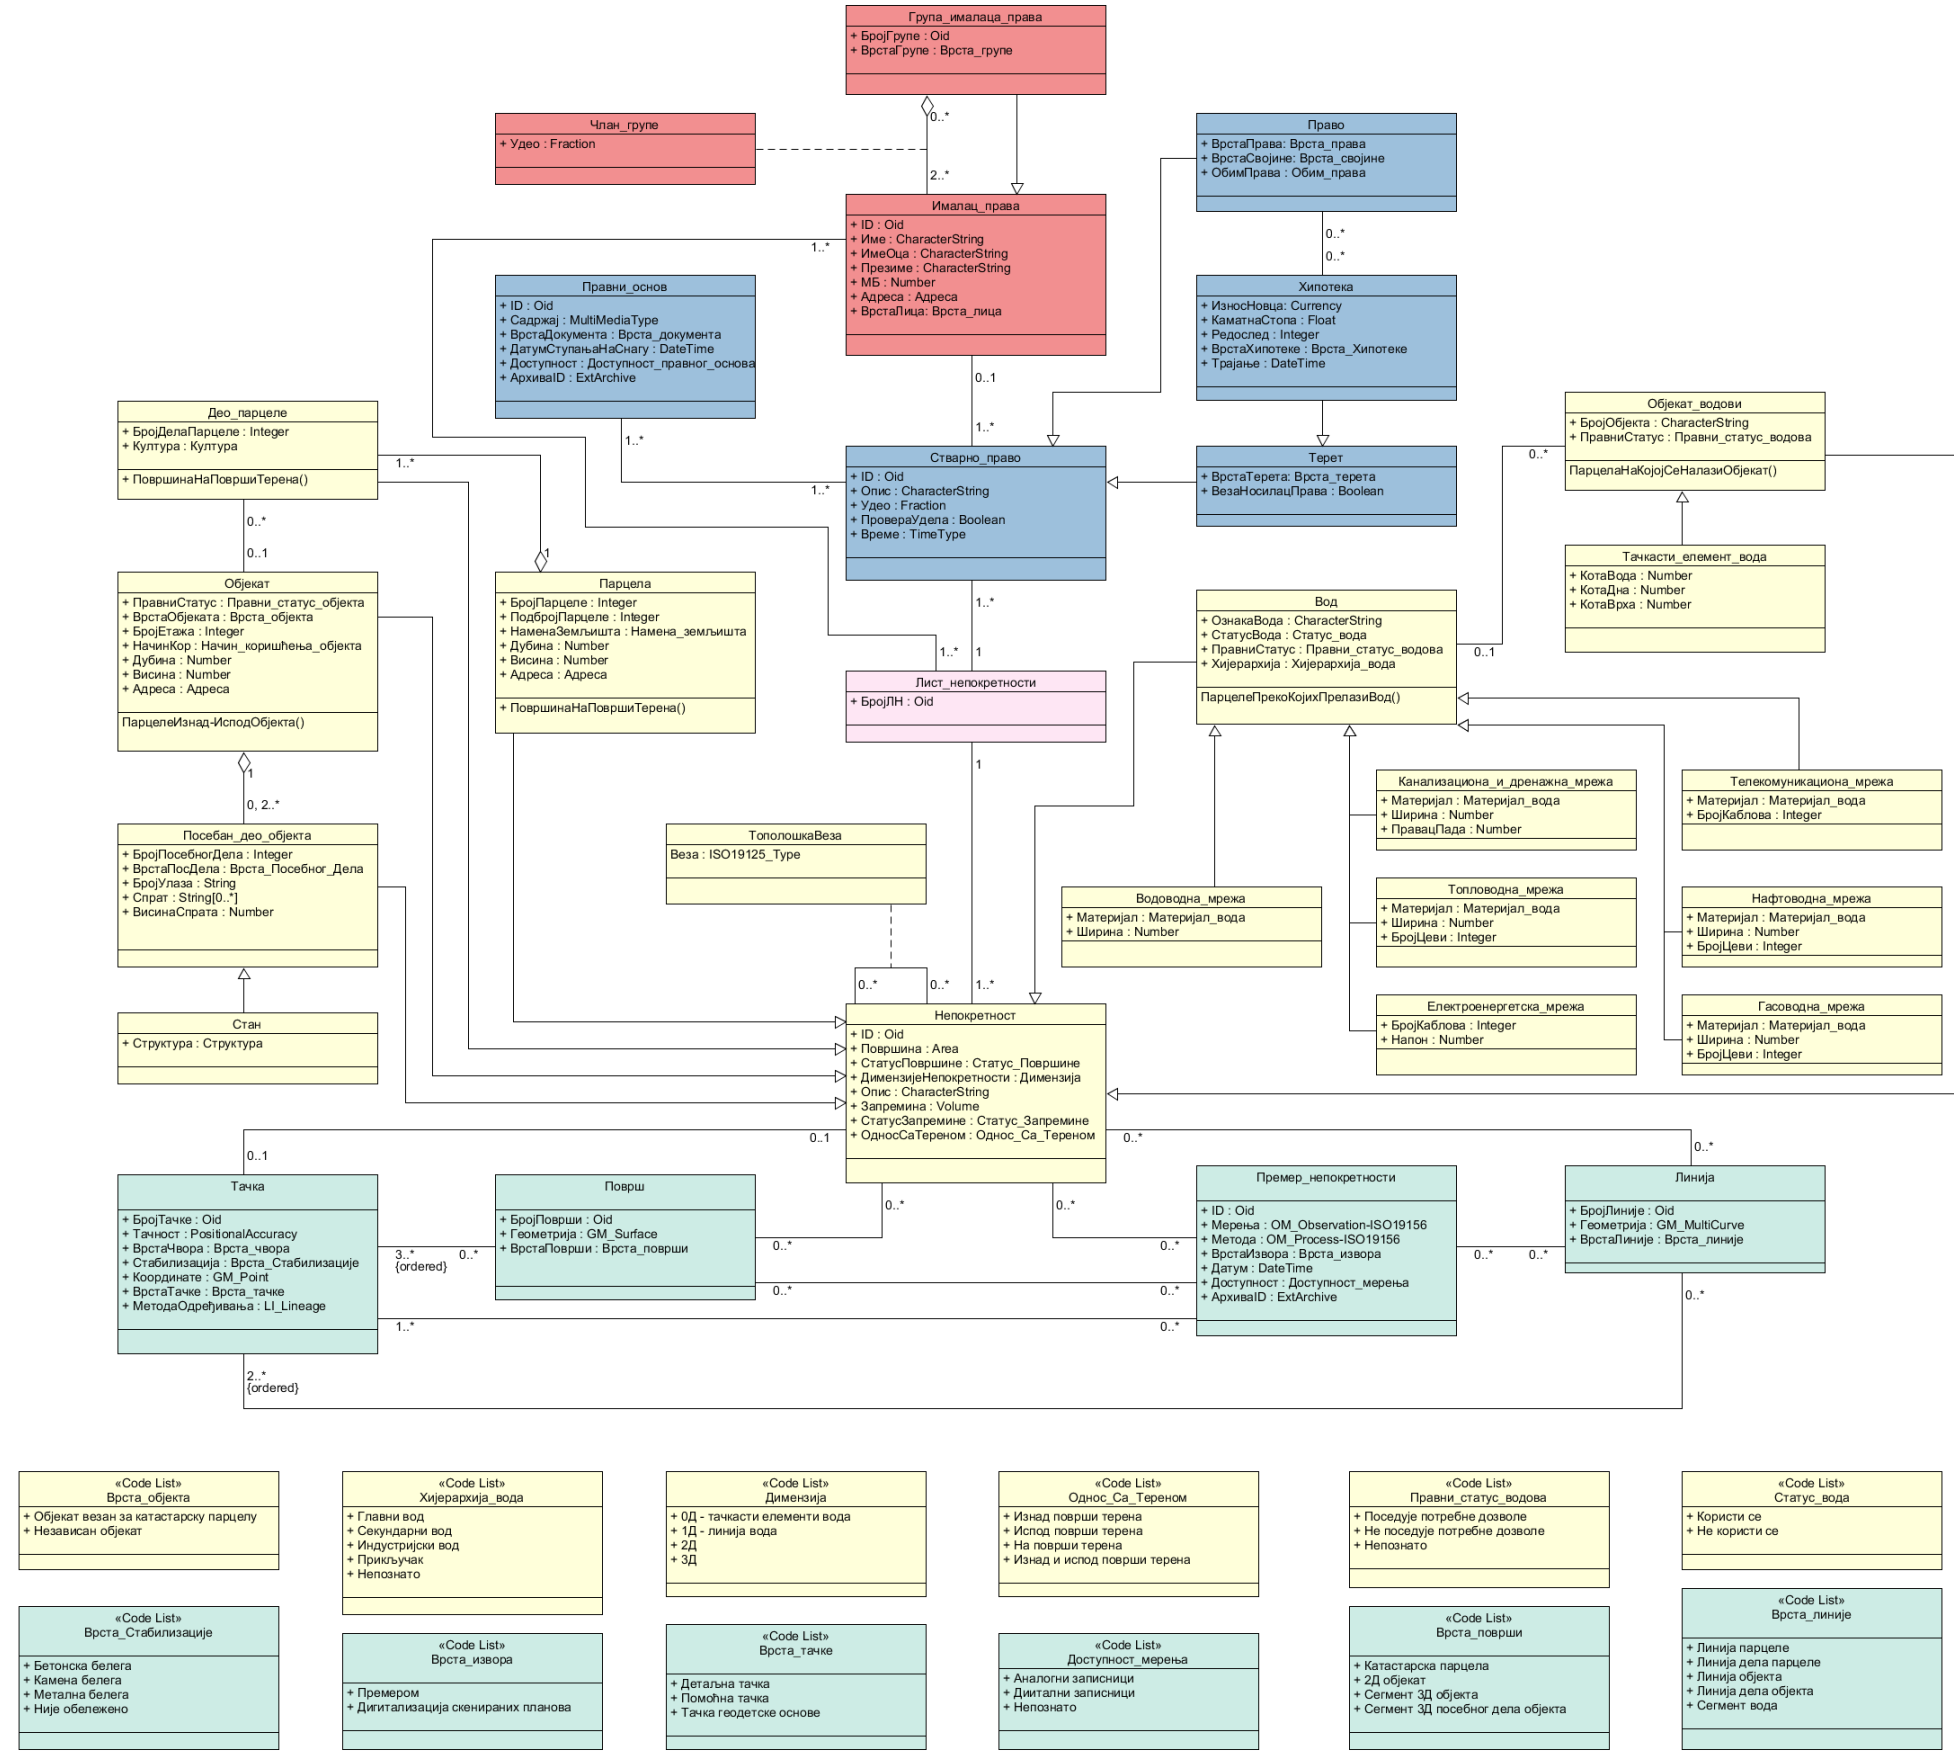 Група_ималаца_права
+ БројГрупе : Oid
+ ВрстаГрупе : Врста_групе
0..*
2..*
Члан_групе
+ Удео : Fraction
Право
+ ВрстаПрава: Врста_права
+ ВрстаСвојине: Врста_својине
+ ОбимПрава : Обим_права
0..*
0..*
Ималац_права
+ ID : Oid
+ Име : CharacterString
+ ИмеОца : CharacterString
+ Презиме : CharacterString
+ МБ : Number
+ Адреса : Адреса
+ ВрстаЛица: Врста_лица
1..*
0..1
1..*
Правни_основ
+ ID : Oid
+ Садржај : MultiMediaType
+ ВрстаДокумента : Врста_документа
+ ДатумСтупањаНаСнагу : DateTime
+ Доступност : Доступност_правног_основа
+ АрхиваID : ExtArchive
1..*
1..*
Хипотека
+ ИзносНовца: Currency
+ КаматнаСтопа : Float
+ Редослед : Integer
+ ВрстаХипотеке : Врста_Хипотеке
+ Трајање : DateTime
Део_парцеле
+ БројДелаПарцеле : Integer
+ Култура : Култура
+ ПовршинаНаПовршиТерена()
1..*
1
0..*
0..1
Стварно_право
+ ID : Oid
+ Опис : CharacterString
+ Удео : Fraction
+ ПровераУдела : Boolean
+ Време : TimeType
1..*
1
1..*
Терет
+ ВрстаТерета: Врста_терета
+ ВезаНосилацПрава : Boolean
Објекат_водови
+ БројОбјекта : CharacterString
+ ПравниСтатус : Правни_статус_водова
ПарцелаНаКојојСеНалазиОбјекат()
0..*
0..1
Тачкасти_елемент_вода
+ КотаВода : Number
+ КотаДна : Number
+ КотаВрха : Number
Објекат
+ ПравниСтатус : Правни_статус_објекта
+ ВрстаОбјеката : Врста_објекта
+ БројЕтажа : Integer
+ НачинКор : Начин_коришћења_објекта
+ Дубина : Number
+ Висина : Number
+ Адреса : Адреса
ПарцелеИзнад-ИсподОбјекта()
1
0, 2..*
Парцела
+ БројПарцеле : Integer
+ ПодбројПарцеле : Integer
+ НаменаЗемљишта : Намена_земљишта
+ Дубина : Number
+ Висина : Number
+ Адреса : Адреса
+ ПовршинаНаПовршиТерена()
Вод
+ ОзнакаВода : CharacterString
+ СтатусВода : Статус_вода
+ ПравниСтатус : Правни_статус_водова
+ Хијерархија : Хијерархија_вода
ПарцелеПрекоКојихПрелазиВод()
Лист_непокретности
+ БројЛН : Oid
1
1..*
Посебан_део_објекта
+ БројПосебногДела : Integer
+ ВрстаПосДела : Врста_Посебног_Дела
+ БројУлаза : String
+ Спрат : String[0..*]
+ ВисинаСпрата : Number
ТополошкаВеза
Веза : ISO19125_Type
0..*
0..*
Канализациона_и_дренажна_мрежа
+ Материјал : Материјал_вода
+ Ширина : Number
+ ПравацПада : Number
Телекомуникациона_мрежа
+ Материјал : Материјал_вода
+ БројКаблова : Integer
Водоводна_мрежа
+ Материјал : Материјал_вода
+ Ширина : Number
Топловодна_мрежа
+ Материјал : Материјал_вода
+ Ширина : Number
+ БројЦеви : Integer
Нафтоводна_мрежа
+ Материјал : Материјал_вода
+ Ширина : Number
+ БројЦеви : Integer
Стан
+ Структура : Структура
Електроенергетска_мрежа
+ БројКаблова : Integer
+ Напон : Number
Гасоводна_мрежа
+ Материјал : Материјал_вода
+ Ширина : Number
+ БројЦеви : Integer
Непокретност
+ ID : Oid
+ Површина : Area
+ СтатусПовршине : Статус_Површине
+ ДимензијеНепокретности : Димензија
+ Опис : CharacterString
+ Запремина : Volume
+ СтатусЗапремине : Статус_Запремине
+ ОдносСаТереном : Однос_Са_Тереном
0..1
0..1
0..*
0..*
0..*
0..*
0..*
0..*
Тачка
+ БројТачке : Oid
+ Тачност : PositionalAccuracy
+ ВрстаЧвора : Врста_чвора
+ Стабилизација : Врста_Стабилизације
+ Координате : GM_Point
+ ВрстаТачке : Врста_тачке
+ МетодаОдређивања : LI_Lineage
3..*
{ordered}
0..*
Површ
+ БројПоврши : Oid
+ Геометрија : GM_Surface
+ ВрстаПоврши : Врста_површи
0..*
0..*
1..*
0..*
Премер_непокретности
+ ID : Oid
+ Мерења : OM_Observation-ISO19156
+ Метода : OM_Process-ISO19156
+ ВрстаИзвора : Врста_извора
+ Датум : DateTime
+ Доступност : Доступност_мерења
+ АрхиваID : ExtArchive
0..*
0..*
Линија
+ БројЛиније : Oid
+ Геометрија : GM_MultiCurve
+ ВрстаЛиније : Врста_линије
0..*
2..*
{ordered}
«Code List»
Врста_објекта
+ Објекат везан за катастарску парцелу
+ Независан објекат
«Code List»
Хијерархија_вода
+ Главни вод
+ Секундарни вод
+ Индустријски вод
+ Прикључак
+ Непознато
«Code List»
Димензија
+ 0Д - тачкасти елементи вода
+ 1Д - линија вода
+ 2Д
+ 3Д
«Code List»
Однос_Са_Тереном
+ Изнад површи терена
+ Испод површи терена
+ На површи терена
+ Изнад и испод површи терена
«Code List»
Правни_статус_водова
+ Поседује потребне дозволе
+ Не поседује потребне дозволе
+ Непознато
«Code List»
Статус_вода
+ Користи се
+ Не користи се
«Code List»
Врста_Стабилизације
+ Бетонска белега
+ Камена белега
+ Метална белега
+ Није обележено
«Code List»
Врста_извора
+ Премером
+ Дигитализација скенираних планова
«Code List»
Врста_тачке
+ Детаљна тачка
+ Помоћна тачка
+ Тачка геодетске основе
«Code List»
Доступност_мерења
+ Аналогни записници
+ Диитални записници
+ Непознато
«Code List»
Врста_површи
+ Катастарска парцела
+ 2Д објекат
+ Сегмент 3Д објекта
+ Сегмент 3Д посебног дела објекта
«Code List»
Врста_линије
+ Линија парцеле
+ Линија дела парцеле
+ Линија објекта
+ Линија дела објекта
+ Сегмент вода